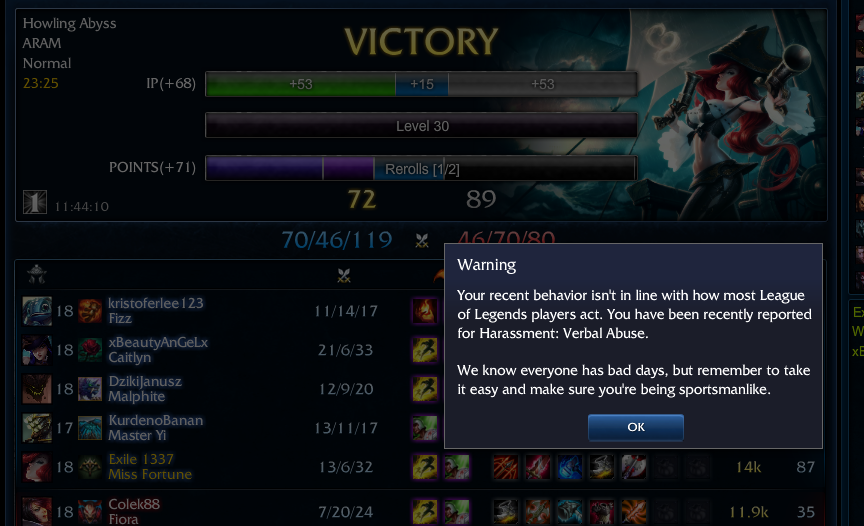 Howling Abyss
ARAM
Normal
23:25
VICTORY
IP(+68)
+53
+15
+53
Level 30
POINTS(+71)
Rerolls [1/2]
1
11:44:10
72
89
70/46/119
46/70/80
18
kristoferlee123
Fizz
11/14/17
18
xBeautyAnGeLx
Caitlyn
21/6/33
18
DzikiJanusz
Malphite
12/9/20
17
KurdenoBanan
Master Yi
13/11/17
18
Exile 1337
Miss Fortune
13/6/32
14k
87
18
Colek88
Fiora
7/20/24
11.9k
35
Warning
Your recent behavior isn't in line with how most League
of Legends players act. You have been recently reported
for Harassment: Verbal Abuse.
We know everyone has bad days, but remember to take
it easy and make sure you're being sportsmanlike.
OK